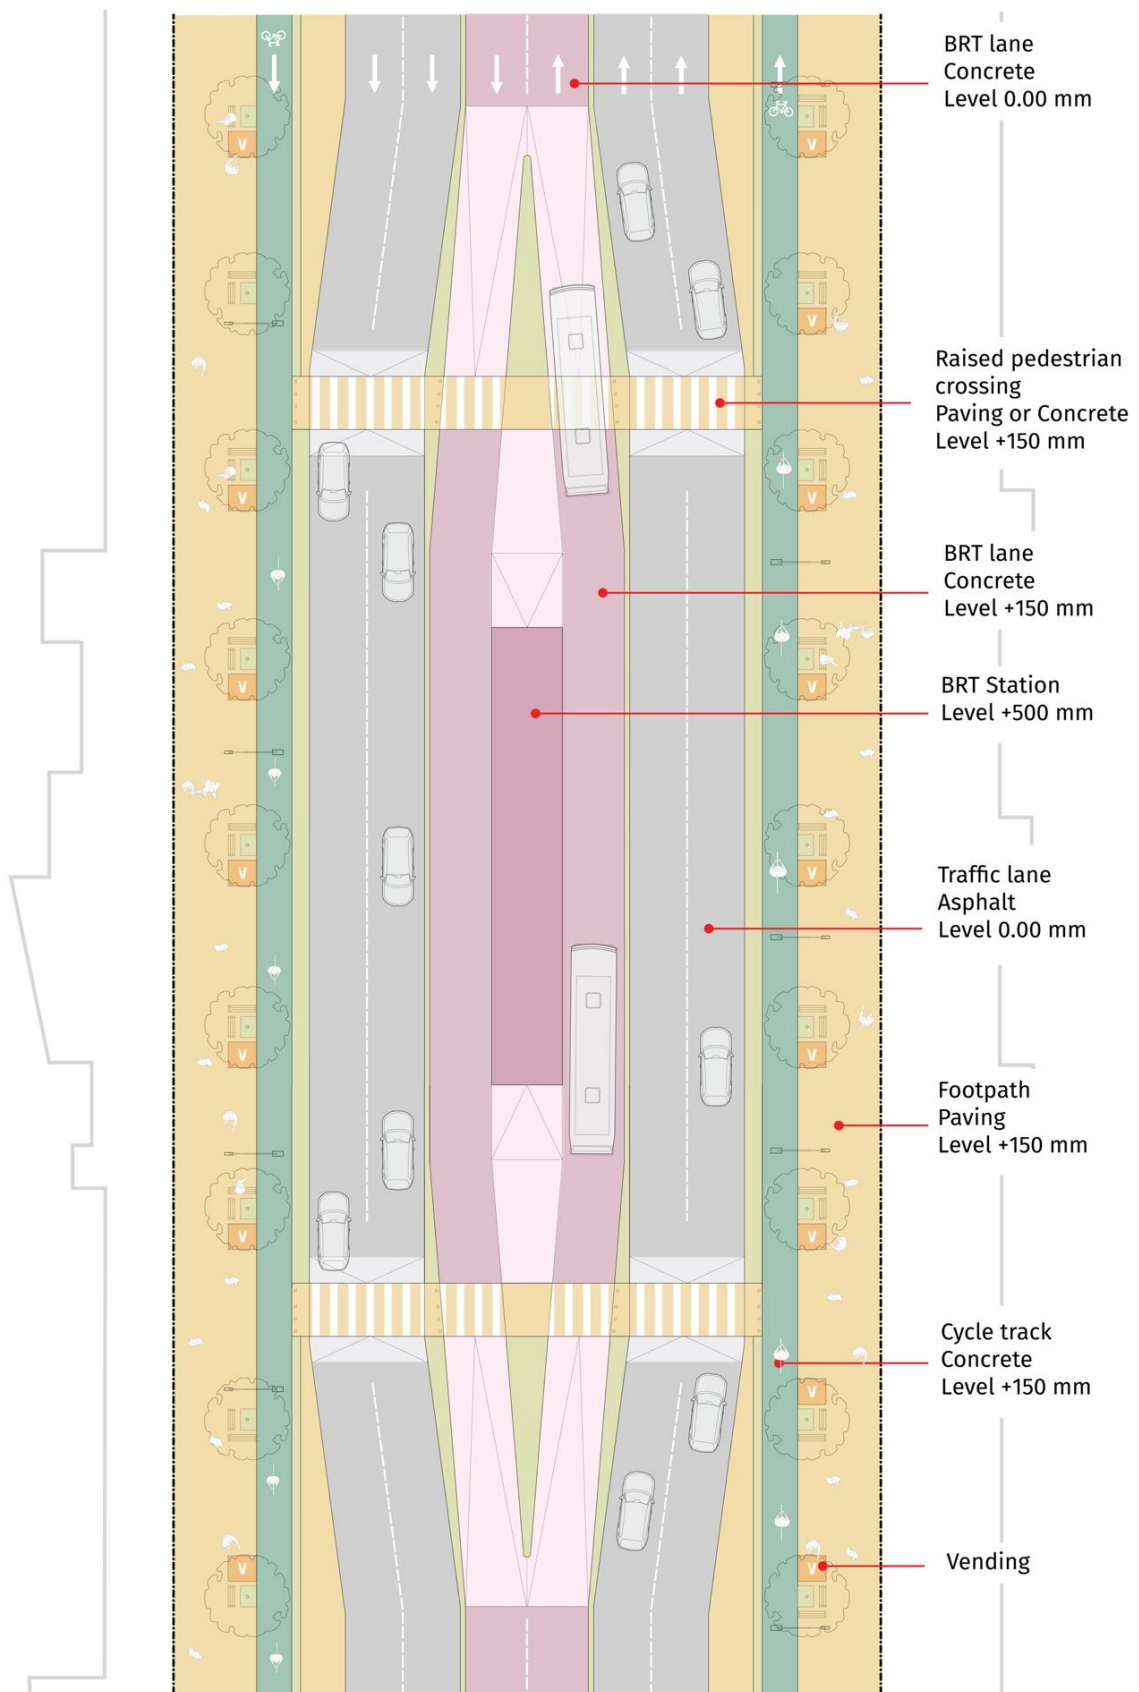 BRT lane
Concrete
Level 0.00 mm
V
V
V
Raised pedestrian
crossing
Paving or Concrete
Level +150 mm
V
V
BRT lane
Concrete
Level +150 mm
V
V
BRT Station
Level +500 mm
V
V
Traffic lane
Asphalt
Level 0.00 mm
V
V
Footpath
Paving
Level +150 mm
V
V
Cycle track
Concrete
Level +150 mm
V
V
V
Vending